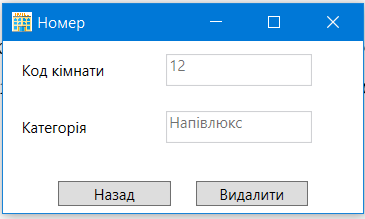 Номер
Код кімнати
12
Категорія
Напівлюкс
Назад
Видалити